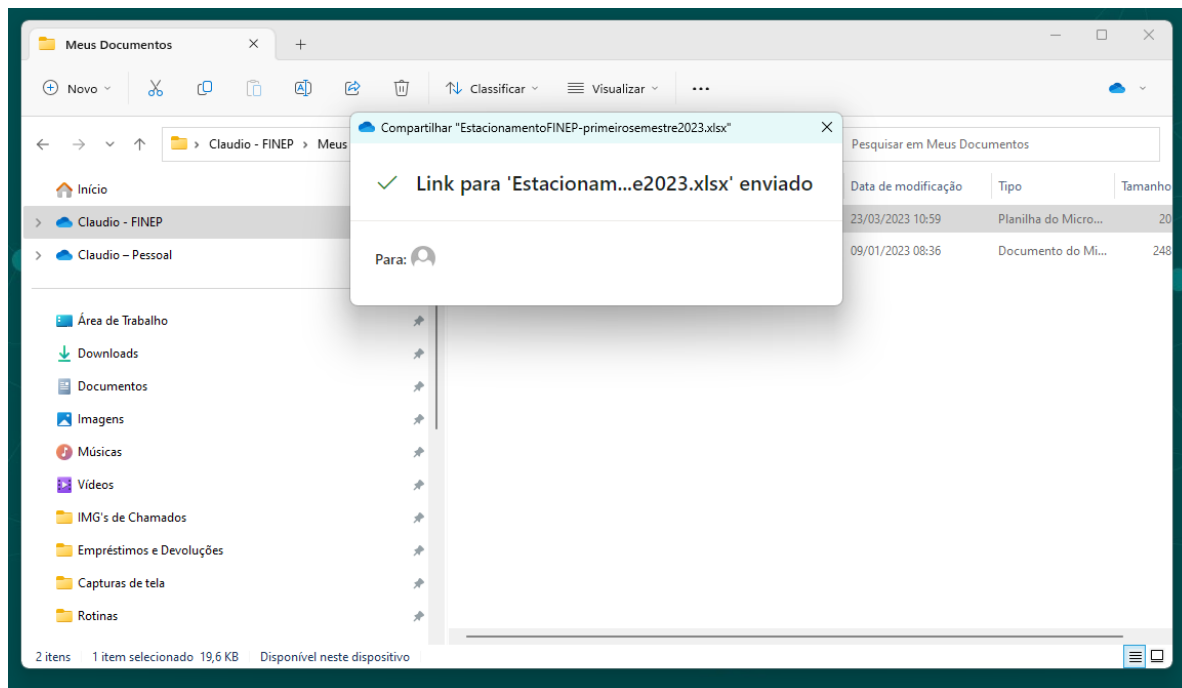 Meus Documentos
Novo
Classificar
Visualizar
Compartilhar "EstacionamentoFINEP-primeirosemestre2023.xlsx"
Claudio - FINEP > Meus
Pesquisar em Meus Documentos
Link para 'Estacionam...e2023.xlsx' enviado
Para:
Data de modificação Tipo Tamanho
23/03/2023 10:59 Planilha do Micro... 20
09/01/2023 08:36 Documento do Mi... 248
Início
Claudio - FINEP
Claudio – Pessoal
Área de Trabalho
Downloads
Documentos
Imagens
Músicas
Vídeos
IMG's de Chamados
Empréstimos e Devoluções
Capturas de tela
Rotinas
2 itens 1 item selecionado 19,6 KB Disponível neste dispositivo